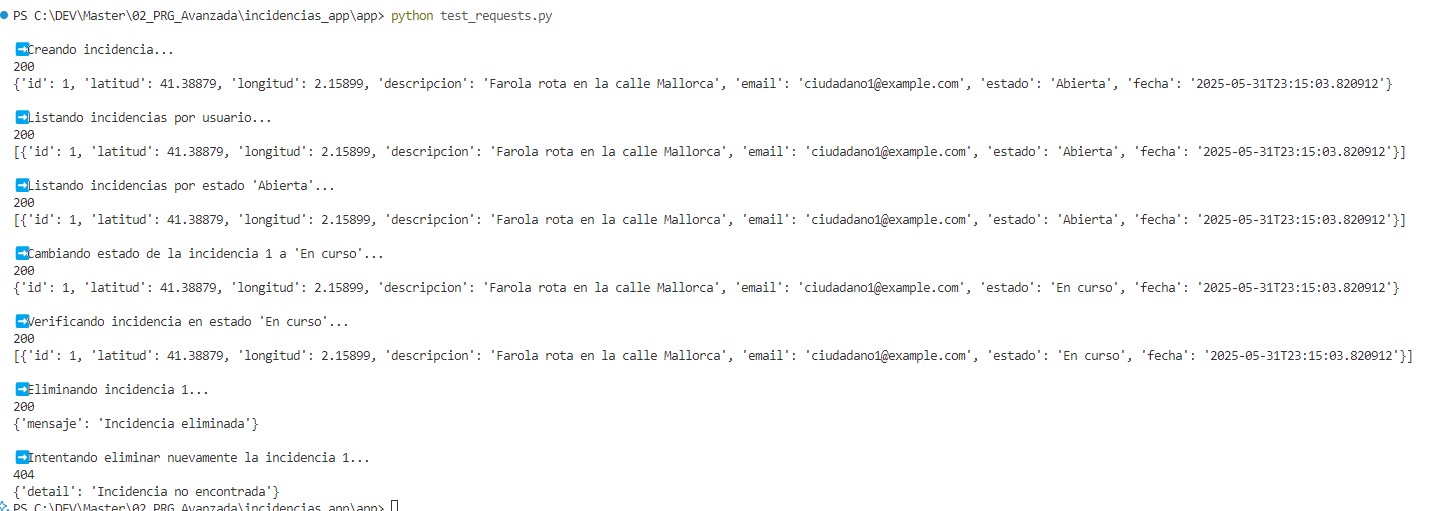 PS C:\DEV\Master\02_PRG_Avanzada\incidencias_app\app> python test_requests.py
➡Creando incidencia...
200
{'id': 1, 'latitud': 41.38879, 'longitud': 2.15899, 'descripcion': 'Farola rota en la calle Mallorca', 'email': 'ciudadano1@example.com', 'estado': 'Abierta', 'fecha': '2025-05-31T23:15:03.820912'}
➡Listando incidencias por usuario...
200
[{'id': 1, 'latitud': 41.38879, 'longitud': 2.15899, 'descripcion': 'Farola rota en la calle Mallorca', 'email': 'ciudadano1@example.com', 'estado': 'Abierta', 'fecha': '2025-05-31T23:15:03.820912'}]
➡Listando incidencias por estado 'Abierta'...
200
[{'id': 1, 'latitud': 41.38879, 'longitud': 2.15899, 'descripcion': 'Farola rota en la calle Mallorca', 'email': 'ciudadano1@example.com', 'estado': 'Abierta', 'fecha': '2025-05-31T23:15:03.820912'}]
➡Cambiando estado de la incidencia 1 a 'En curso'...
200
{'id': 1, 'latitud': 41.38879, 'longitud': 2.15899, 'descripcion': 'Farola rota en la calle Mallorca', 'email': 'ciudadano1@example.com', 'estado': 'En curso', 'fecha': '2025-05-31T23:15:03.820912'}
➡Verificando incidencia en estado 'En curso'...
200
[{'id': 1, 'latitud': 41.38879, 'longitud': 2.15899, 'descripcion': 'Farola rota en la calle Mallorca', 'email': 'ciudadano1@example.com', 'estado': 'En curso', 'fecha': '2025-05-31T23:15:03.820912'}]
➡Eliminando incidencia 1...
200
{'mensaje': 'Incidencia eliminada'}
➡Intentando eliminar nuevamente la incidencia 1...
404
{'detail': 'Incidencia no encontrada'}
PS C:\DEV\Master\02_PRG_Avanzada\incidencias_app\app>